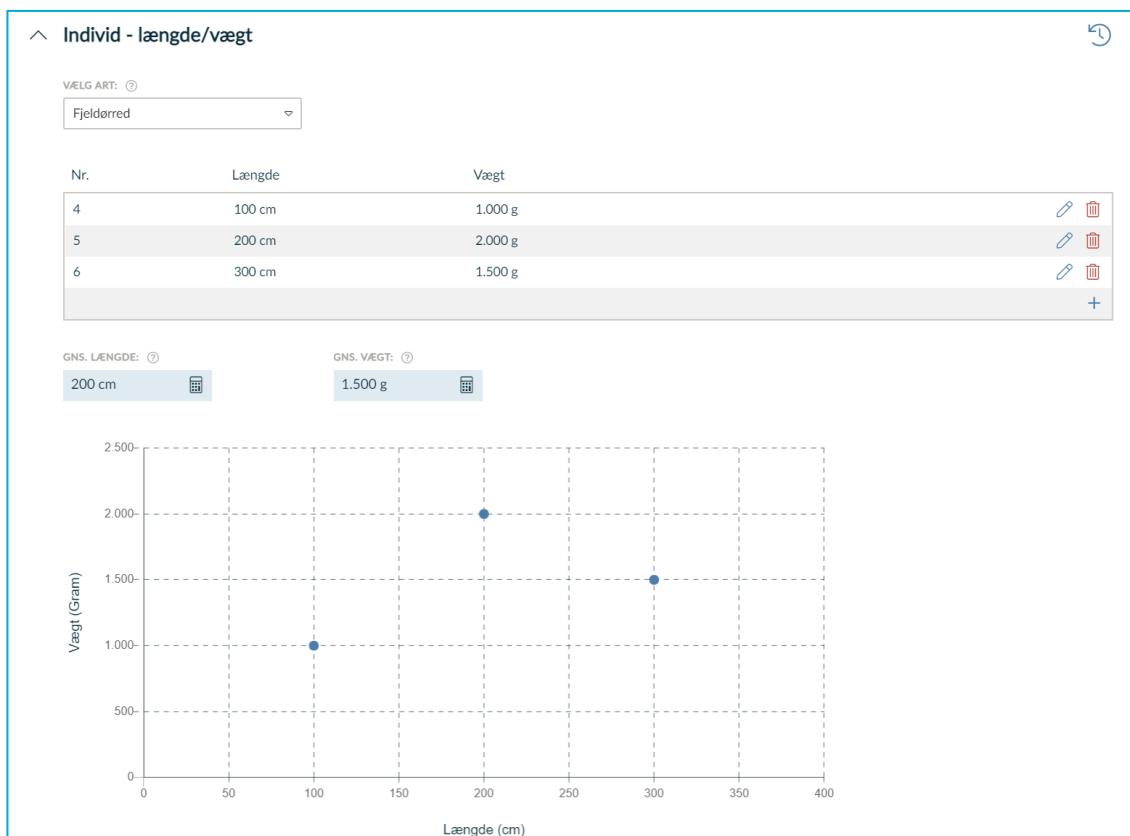 Individ - længde/vægt
VÆLG ART: ?
Fjeldørred
Nr. Længde Vægt
4 100 cm 1.000 g
5 200 cm 2.000 g
6 300 cm 1.500 g
GNS. LÆNGDE: ? GNS. VÆGT: ?
200 cm 1.500 g
2.500
2.000
1.500
1.000
500
0
Vægt (Gram)
0 50 100 150 200 250 300 350 400
Længde (cm)